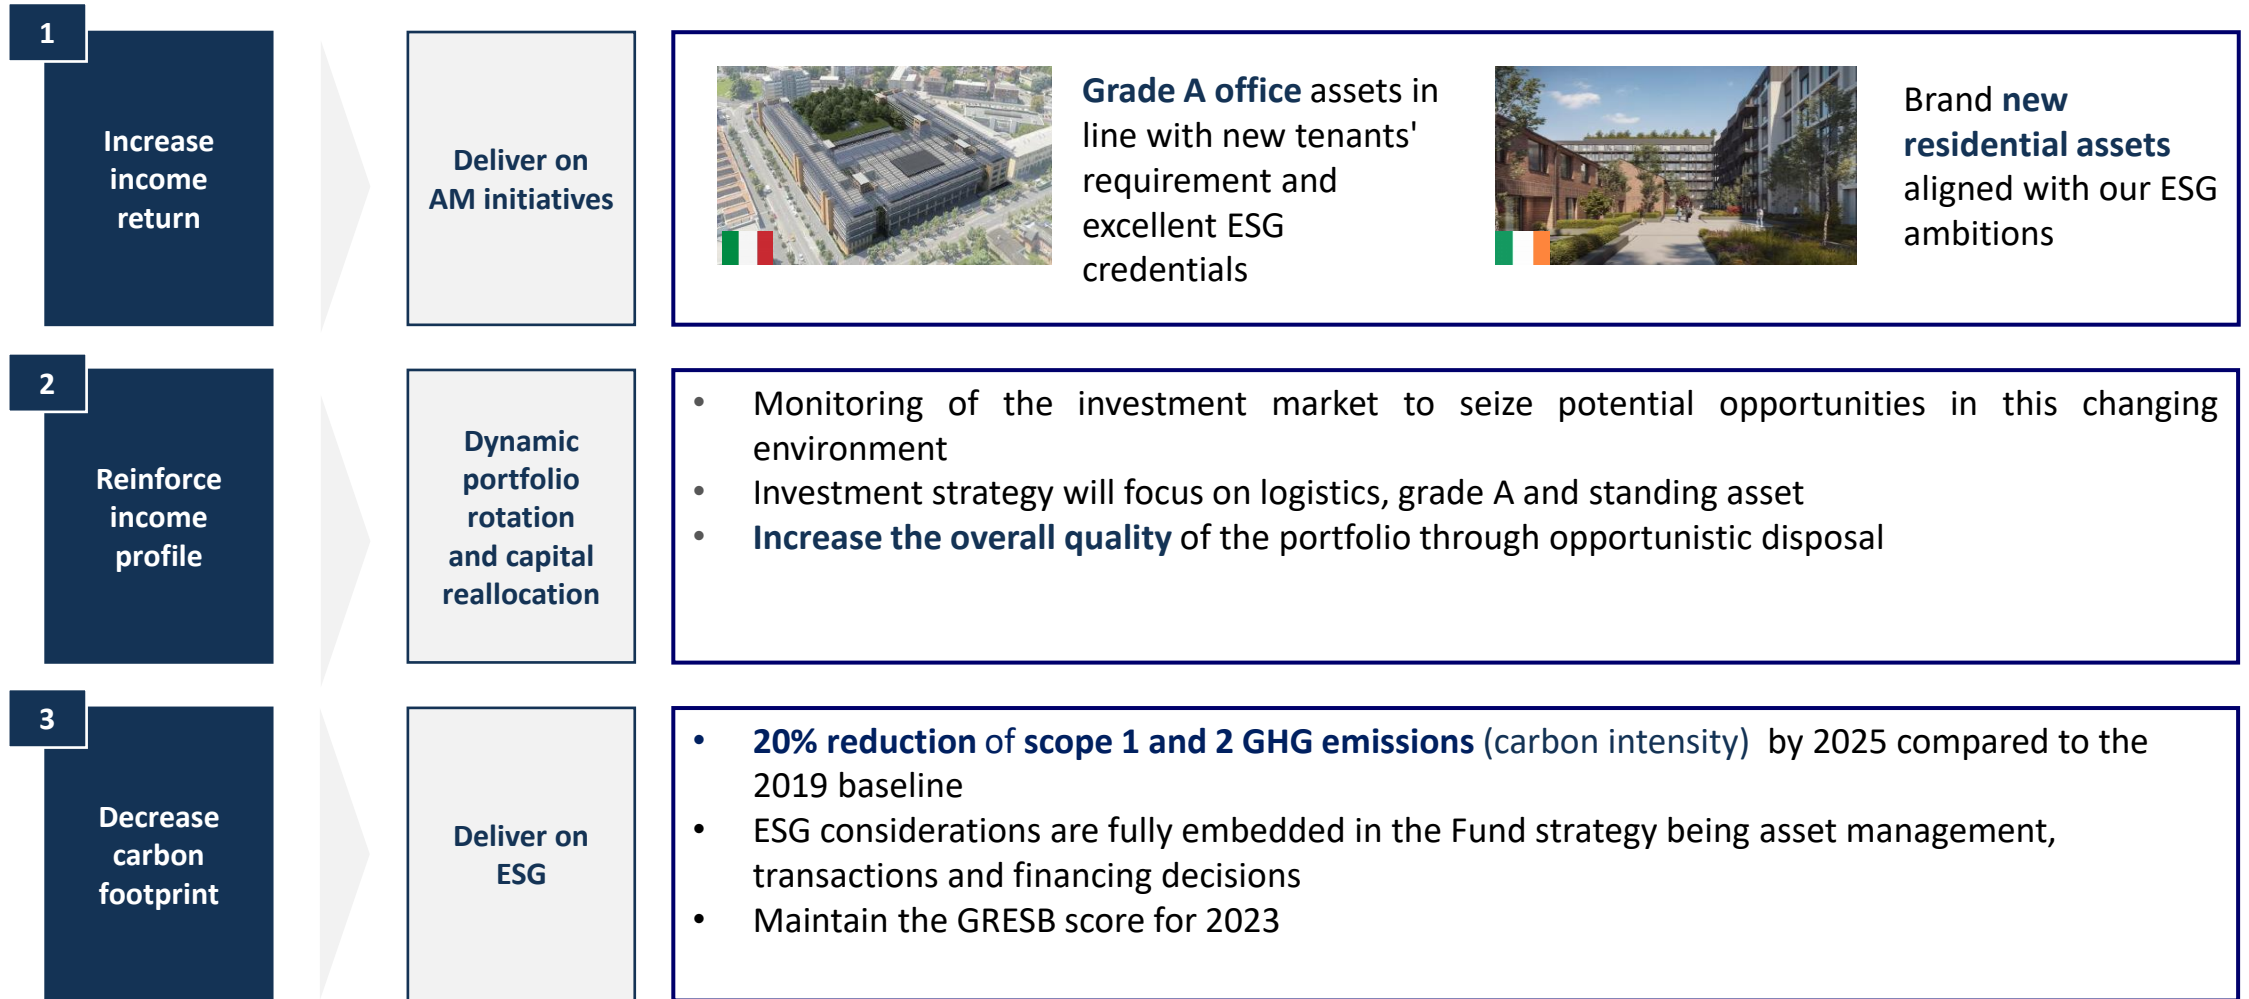 1
Increase
income
return
Deliver on
AM initiatives
Grade A office assets in
line with new tenants'
requirement and
excellent ESG
credentials
Brand new
residential assets
aligned with our ESG
ambitions
2
Reinforce
income
profile
Dynamic
portfolio
rotation
and capital
reallocation
• Monitoring of the investment market to seize potential opportunities in this changing
environment
• Investment strategy will focus on logistics, grade A and standing asset
• Increase the overall quality of the portfolio through opportunistic disposal
3
Decrease
carbon
footprint
Deliver on
ESG
• 20% reduction of scope 1 and 2 GHG emissions (carbon intensity) by 2025 compared to the
2019 baseline
• ESG considerations are fully embedded in the Fund strategy being asset management,
transactions and financing decisions
• Maintain the GRESB score for 2023